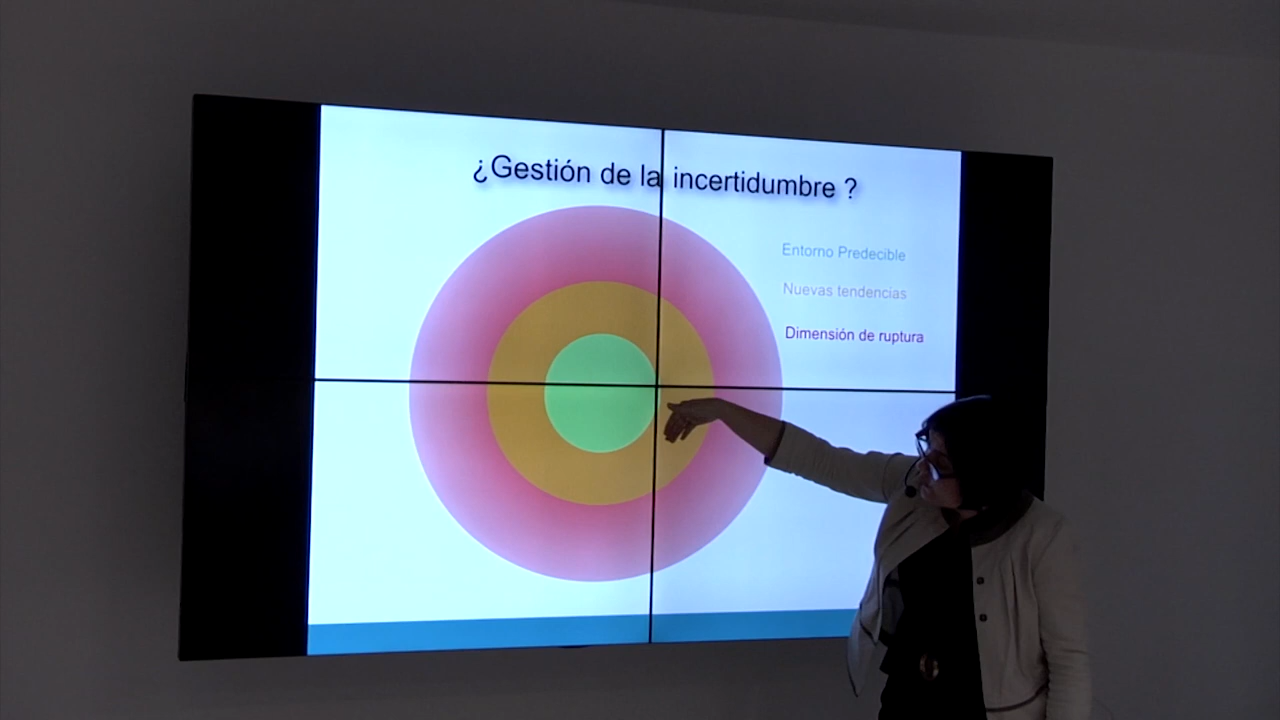 ¿Gestión de la incertidumbre ?
Entorno Predecible
Nuevas tendencias
Dimensión de ruptura